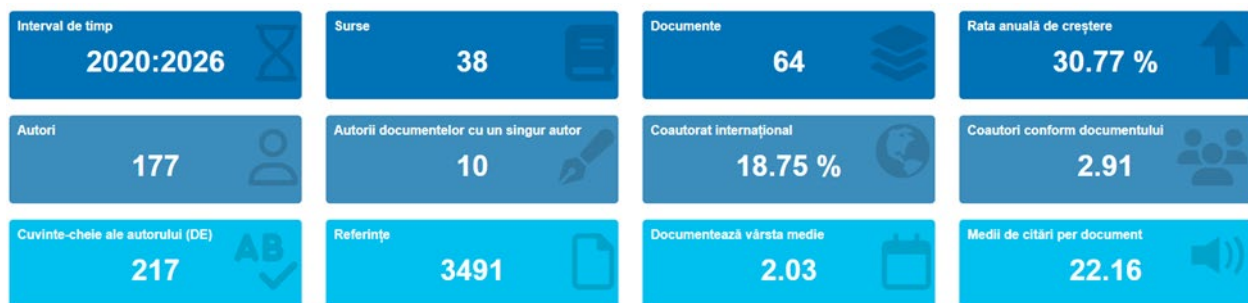 Interval de timp
2020:2026
Surse
38
Documente
64
Rata anuală de creștere
30.77 %
Autori
177
Autorii documentelor cu un singur autor
10
Coautorat internațional
18.75 %
Coautori conform documentului
2.91
Cuvinte-cheie ale autorului (DE)
217
AB
Referințe
3491
Documentează vârsta medie
2.03
Medii de citări per document
22.16